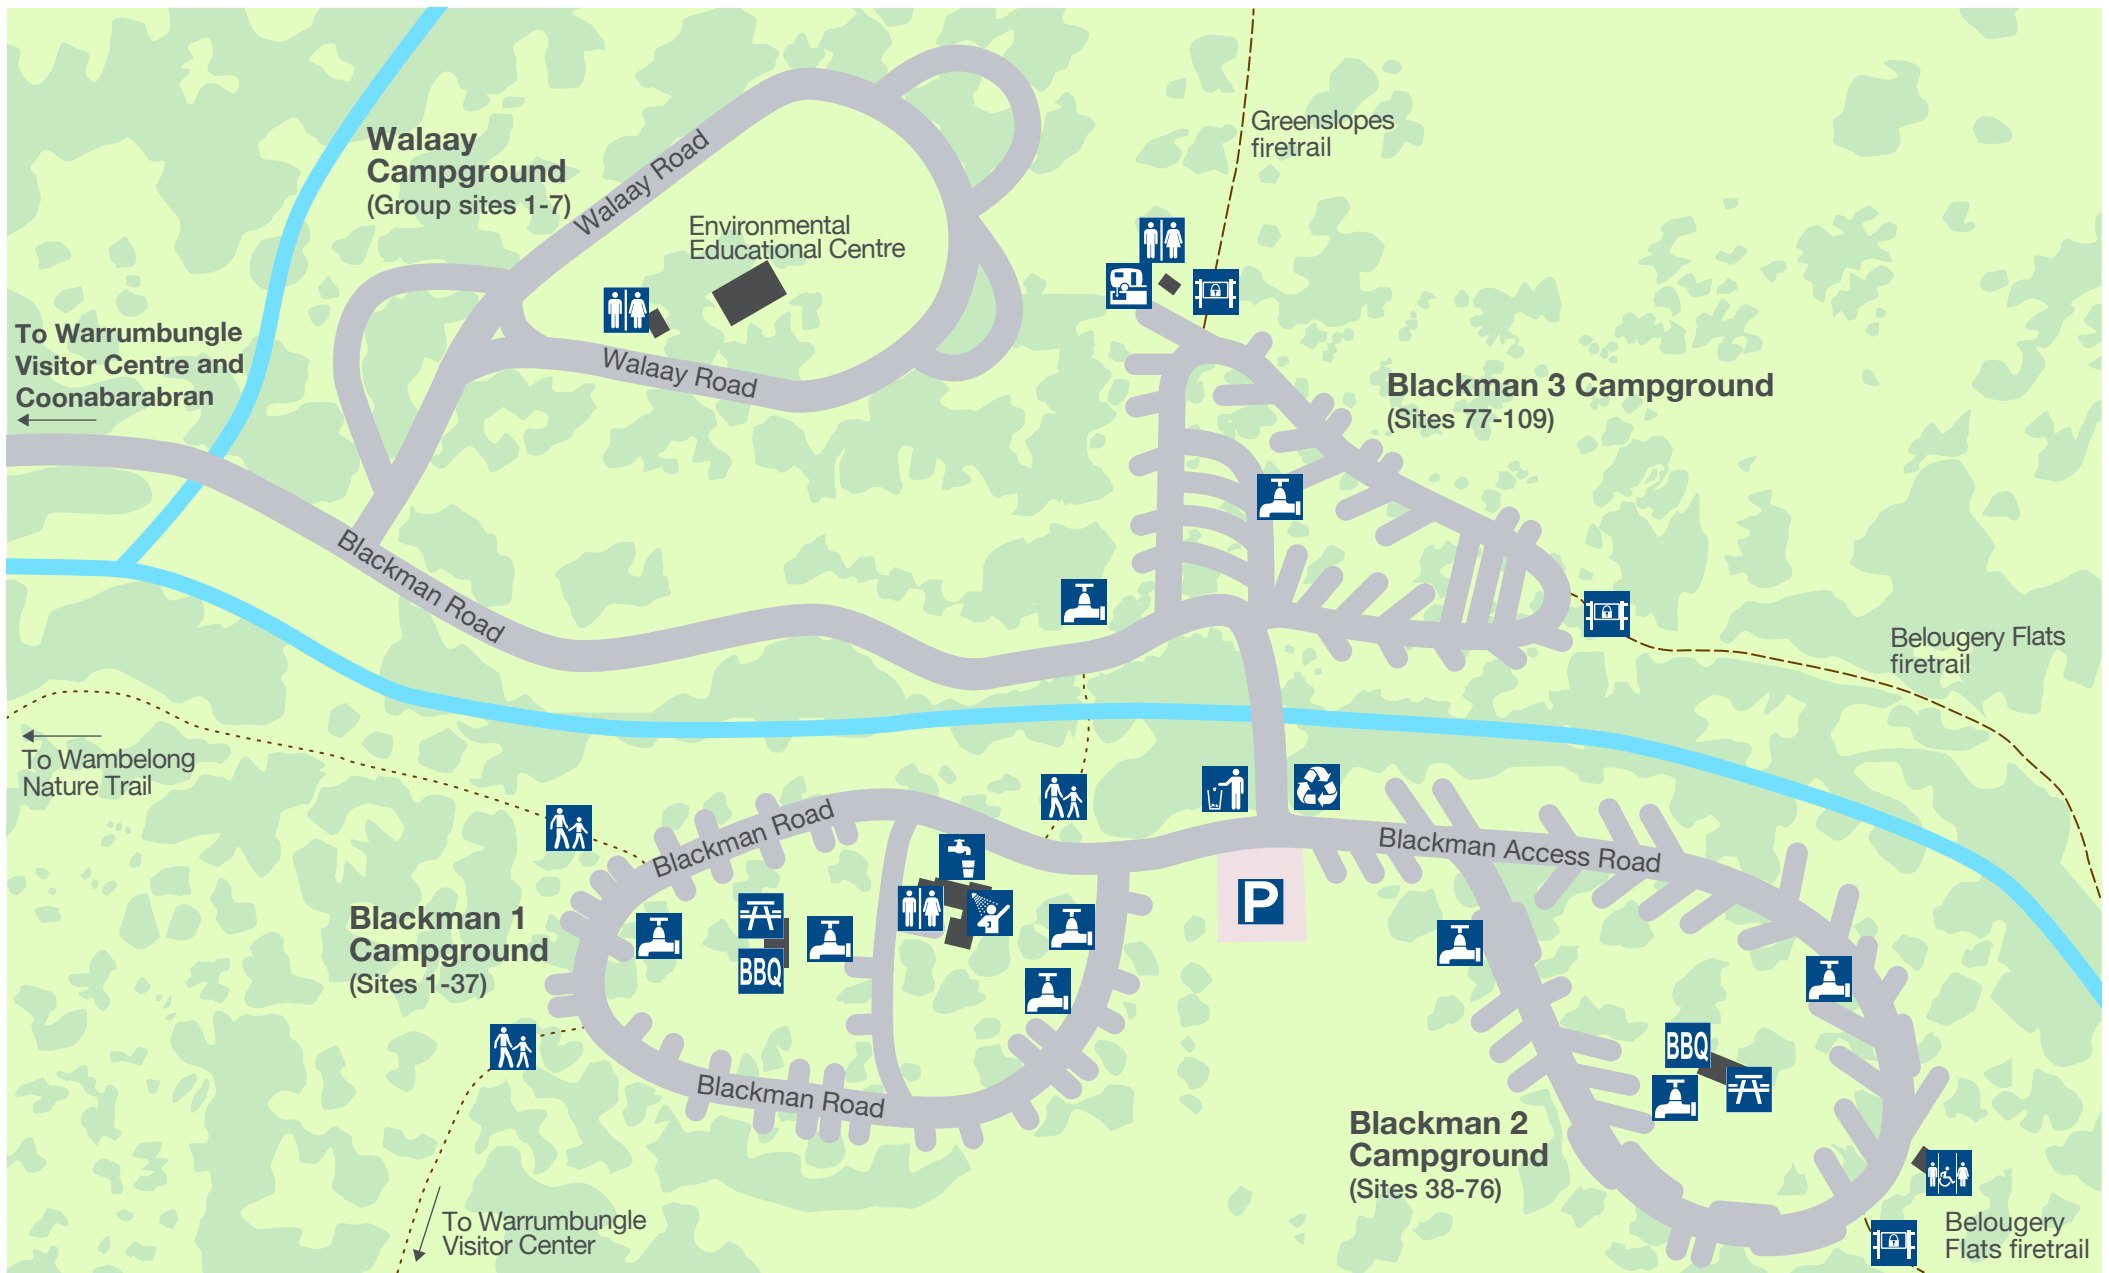 Walaay
Campground
(Group sites 1-7)
Walaay Road
Environmental
Educational Centre
Walaay Road
Greenslopes
firetrail
To Warrumbungle
Visitor Centre and
Coonabarabran
Blackman 3 Campground
(Sites 77-109)
Blackman Road
Belougery Flats
firetrail
To Wambelong
Nature Trail
Blackman Road
Blackman Access Road
P
Blackman 1
Campground
(Sites 1-37)
BBQ
Blackman Road
BBQ
Blackman 2
Campground
(Sites 38-76)
To Warrumbungle
Visitor Center
Belougery
Flats firetrail